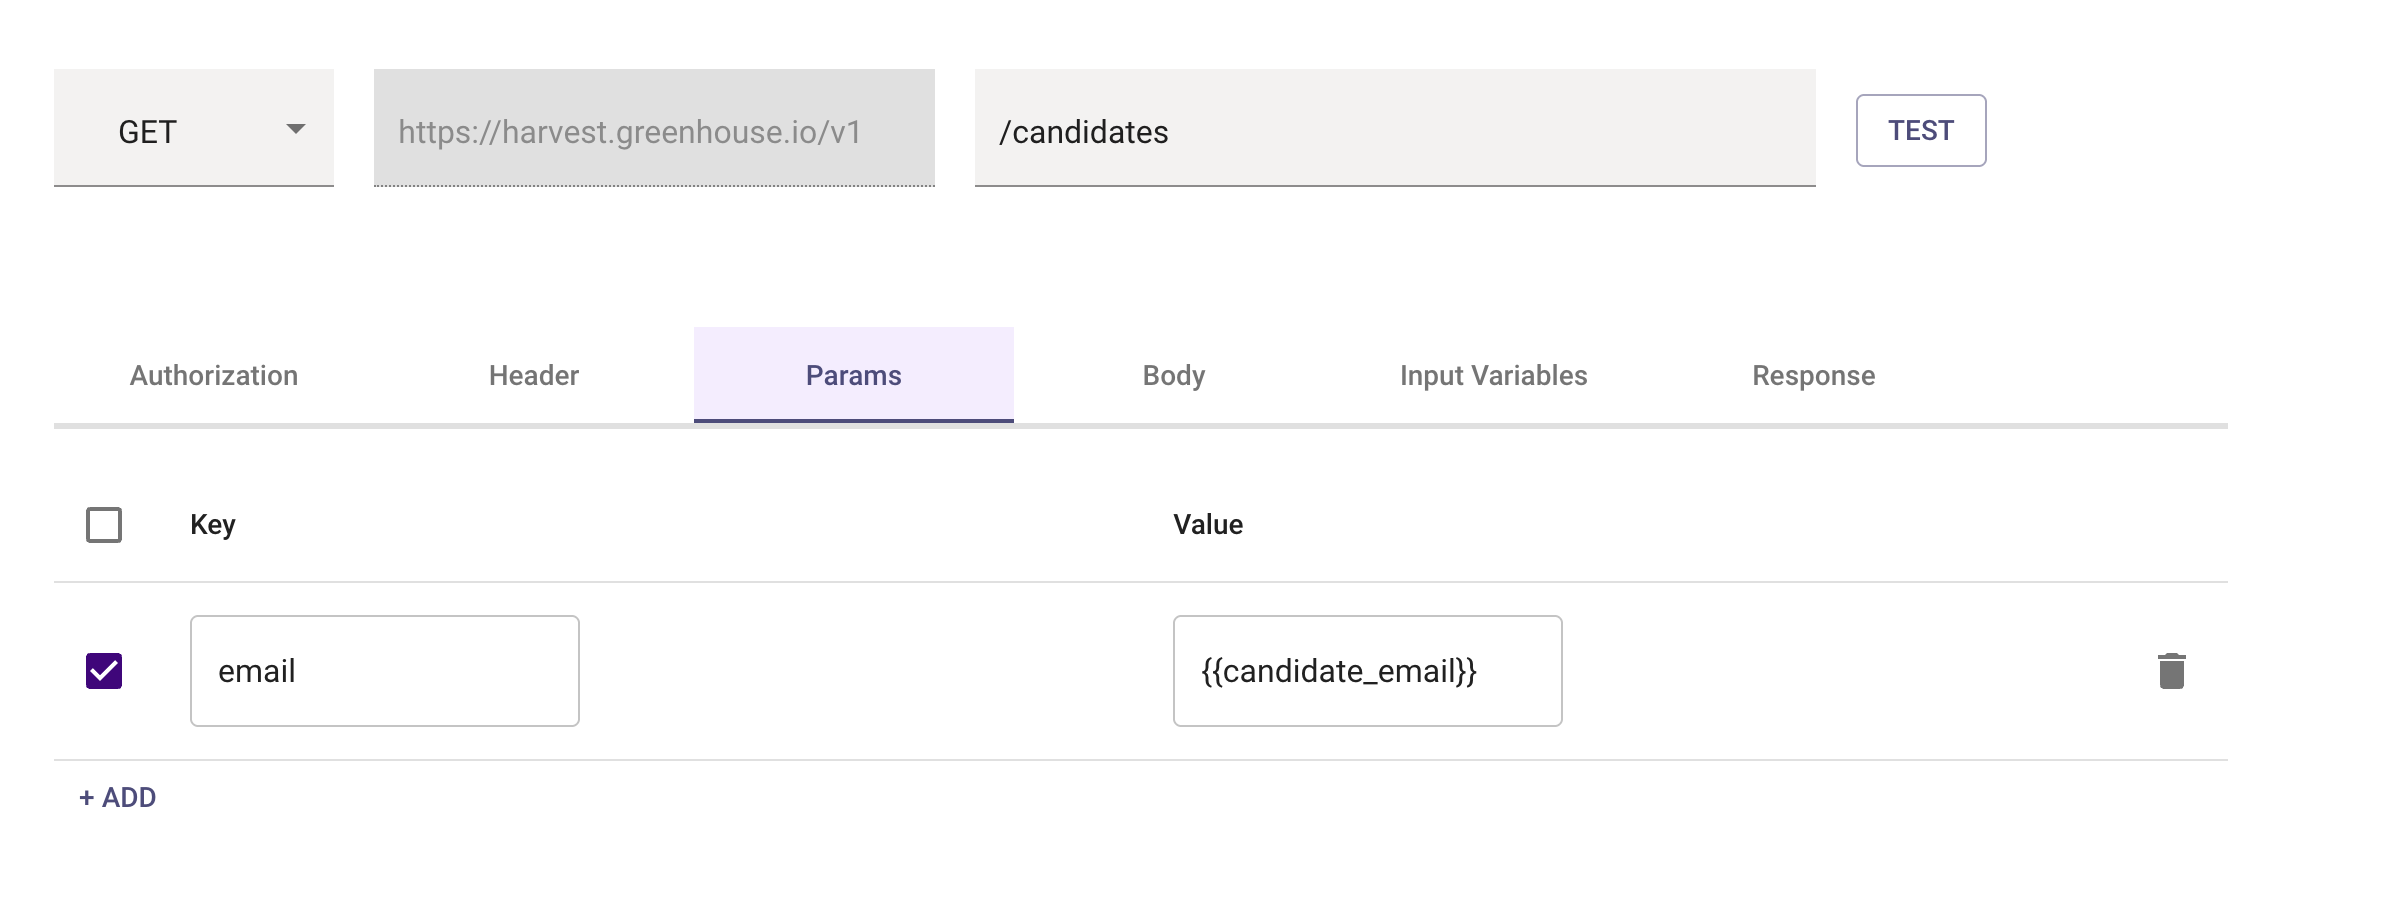 GET https://harvest.greenhouse.io/v1 /candidates TEST
Authorization Header Params Body Input Variables Response
Key Value
email {{candidate_email}}
+ ADD